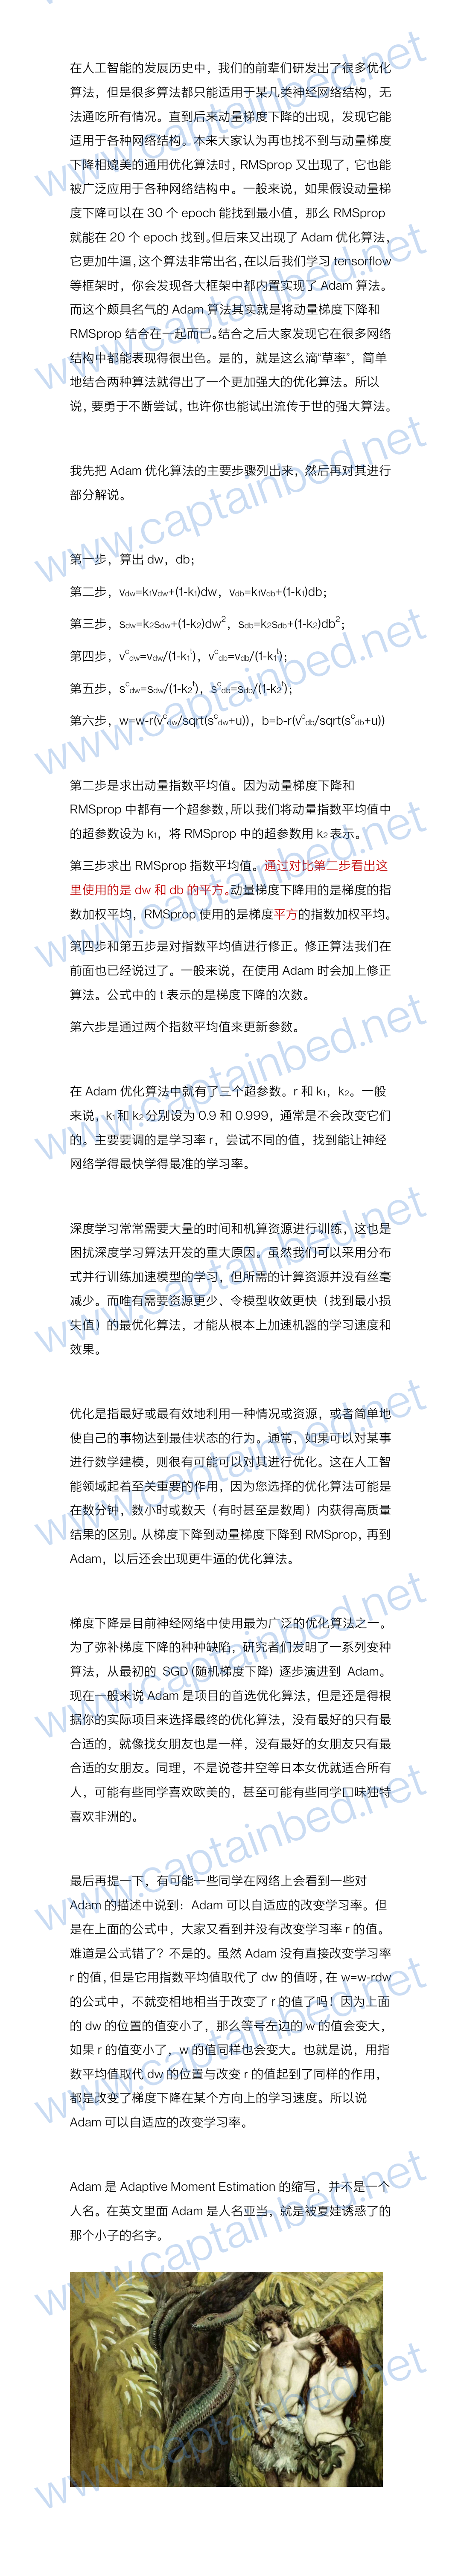 在人工智能的发展历史中，我们的前辈们研发出了很多优化
算法，但是很多算法都只能适用于某几类神经网络结构，无
法通吃所有情况。直到后来动量梯度下降的出现，发现它能
适用于各种网络结构。本来大家认为再也找不到与动量梯度
下降相媲美的通用优化算法时，RMSprop 又出现了，它也能
被广泛应用于各种网络结构中。一般来说，如果假设动量梯
度下降可以在 30 个 epoch 能找到最小值，那么 RMSprop
就能在 20 个 epoch 找到。但后来又出现了 Adam 优化算法，
它更加牛逼，这个算法非常出名，在以后我们学习 tensorflow
等框架时，你会发现各大框架中都内置实现了 Adam 算法。
而这个颇具名气的 Adam 算法其实就是将动量梯度下降和
RMSprop 结合在一起而已。结合之后大家发现它在很多网络
结构中都能表现得很出色。是的，就是这么滴“草率”，简单
地结合两种算法就得出了一个更加强大的优化算法。所以
说，要勇于不断尝试，也许你也能试出流传于世的强大算法。
我先把 Adam 优化算法的主要步骤列出来，然后再对其进行
部分解说。
第一步，算出 dw，db；
第二步，vdw=k1vdw+(1-k1)dw，vdb=k1vdb+(1-k1)db；
第三步，sdw=k2sdw+(1-k2)dw2，sdb=k2sdb+(1-k2)db2；
第四步，vcdw=vdw/(1-k1t)，vcdb=vdb/(1-k1t)；
第五步，scdw=sdw/(1-k2t)，scdb=sdb/(1-k2t)；
第六步，w=w-r(vcdw/sqrt(scdw+u))，b=b-r(vcdb/sqrt(scdb+u))
第二步是求出动量指数平均值。因为动量梯度下降和
RMSprop 中都有一个超参数，所以我们将动量指数平均值中
的超参数设为 k1，将 RMSprop 中的超参数用 k2 表示。
第三步求出 RMSprop 指数平均值。通过对比第二步看出这
里使用的是 dw 和 db 的平方。动量梯度下降用的是梯度的指
数加权平均，RMSprop 使用的是梯度平方的指数加权平均。
第四步和第五步是对指数平均值进行修正。修正算法我们在
前面也已经说过了。一般来说，在使用 Adam 时会加上修正
算法。公式中的 t 表示的是梯度下降的次数。
第六步是通过两个指数平均值来更新参数。
在 Adam 优化算法中就有了三个超参数。r 和 k1，k2。一般
来说，k1 和 k2 分别设为 0.9 和 0.999，通常是不会改变它们
的。主要要调的是学习率 r，尝试不同的值，找到能让神经
网络学得最快学得最准的学习率。
深度学习常常需要大量的时间和机算资源进行训练，这也是
困扰深度学习算法开发的重大原因。虽然我们可以采用分布
式并行训练加速模型的学习，但所需的计算资源并没有丝毫
减少。而唯有需要资源更少、令模型收敛更快（找到最小损
失值）的最优化算法，才能从根本上加速机器的学习速度和
效果。
优化是指最好或最有效地利用一种情况或资源，或者简单地
使自己的事物达到最佳状态的行为。通常，如果可以对某事
进行数学建模，则很有可能可以对其进行优化。这在人工智
能领域起着至关重要的作用，因为您选择的优化算法可能是
在数分钟，数小时或数天（有时甚至是数周）内获得高质量
结果的区别。从梯度下降到动量梯度下降到 RMSprop，再到
Adam，以后还会出现更牛逼的优化算法。
梯度下降是目前神经网络中使用最为广泛的优化算法之一。
为了弥补梯度下降的种种缺陷，研究者们发明了一系列变种
算法，从最初的 SGD (随机梯度下降) 逐步演进到 Adam。
现在一般来说 Adam 是项目的首选优化算法，但是还是得根
据你的实际项目来选择最终的优化算法，没有最好的只有最
合适的，就像找女朋友也是一样，没有最好的女朋友只有最
合适的女朋友。同理，不是说苍井空等日本女优就适合所有
人，可能有些同学喜欢欧美的，甚至可能有些同学口味独特
喜欢非洲的。
最后再提一下，有可能一些同学在网络上会看到一些对
Adam 的描述中说到：Adam 可以自适应的改变学习率。但
是在上面的公式中，大家又看到并没有改变学习率 r 的值。
难道是公式错了？不是的。虽然 Adam 没有直接改变学习率
r 的值，但是它用指数平均值取代了 dw 的值呀，在 w=w-rdw
的公式中，不就变相地相当于改变了 r 的值了吗！因为上面
的 dw 的位置的值变小了，那么等号左边的 w 的值会变大，
如果 r 的值变小了，w 的值同样也会变大。也就是说，用指
数平均值取代 dw 的位置与改变 r 的值起到了同样的作用，
都是改变了梯度下降在某个方向上的学习速度。所以说
Adam 可以自适应的改变学习率。
Adam 是 Adaptive Moment Estimation 的缩写，并不是一个
人名。在英文里面 Adam 是人名亚当，就是被夏娃诱惑了的
那个小子的名字。
www.captainbed.net
www.captainbed.net
www.captainbed.net
www.captainbed.net
www.captainbed.net
www.captainbed.net
www.captainbed.net
www.captainbed.net
www.captainbed.net
www.captainbed.net
www.captainbed.net
www.captainbed.net
www.captainbed.net